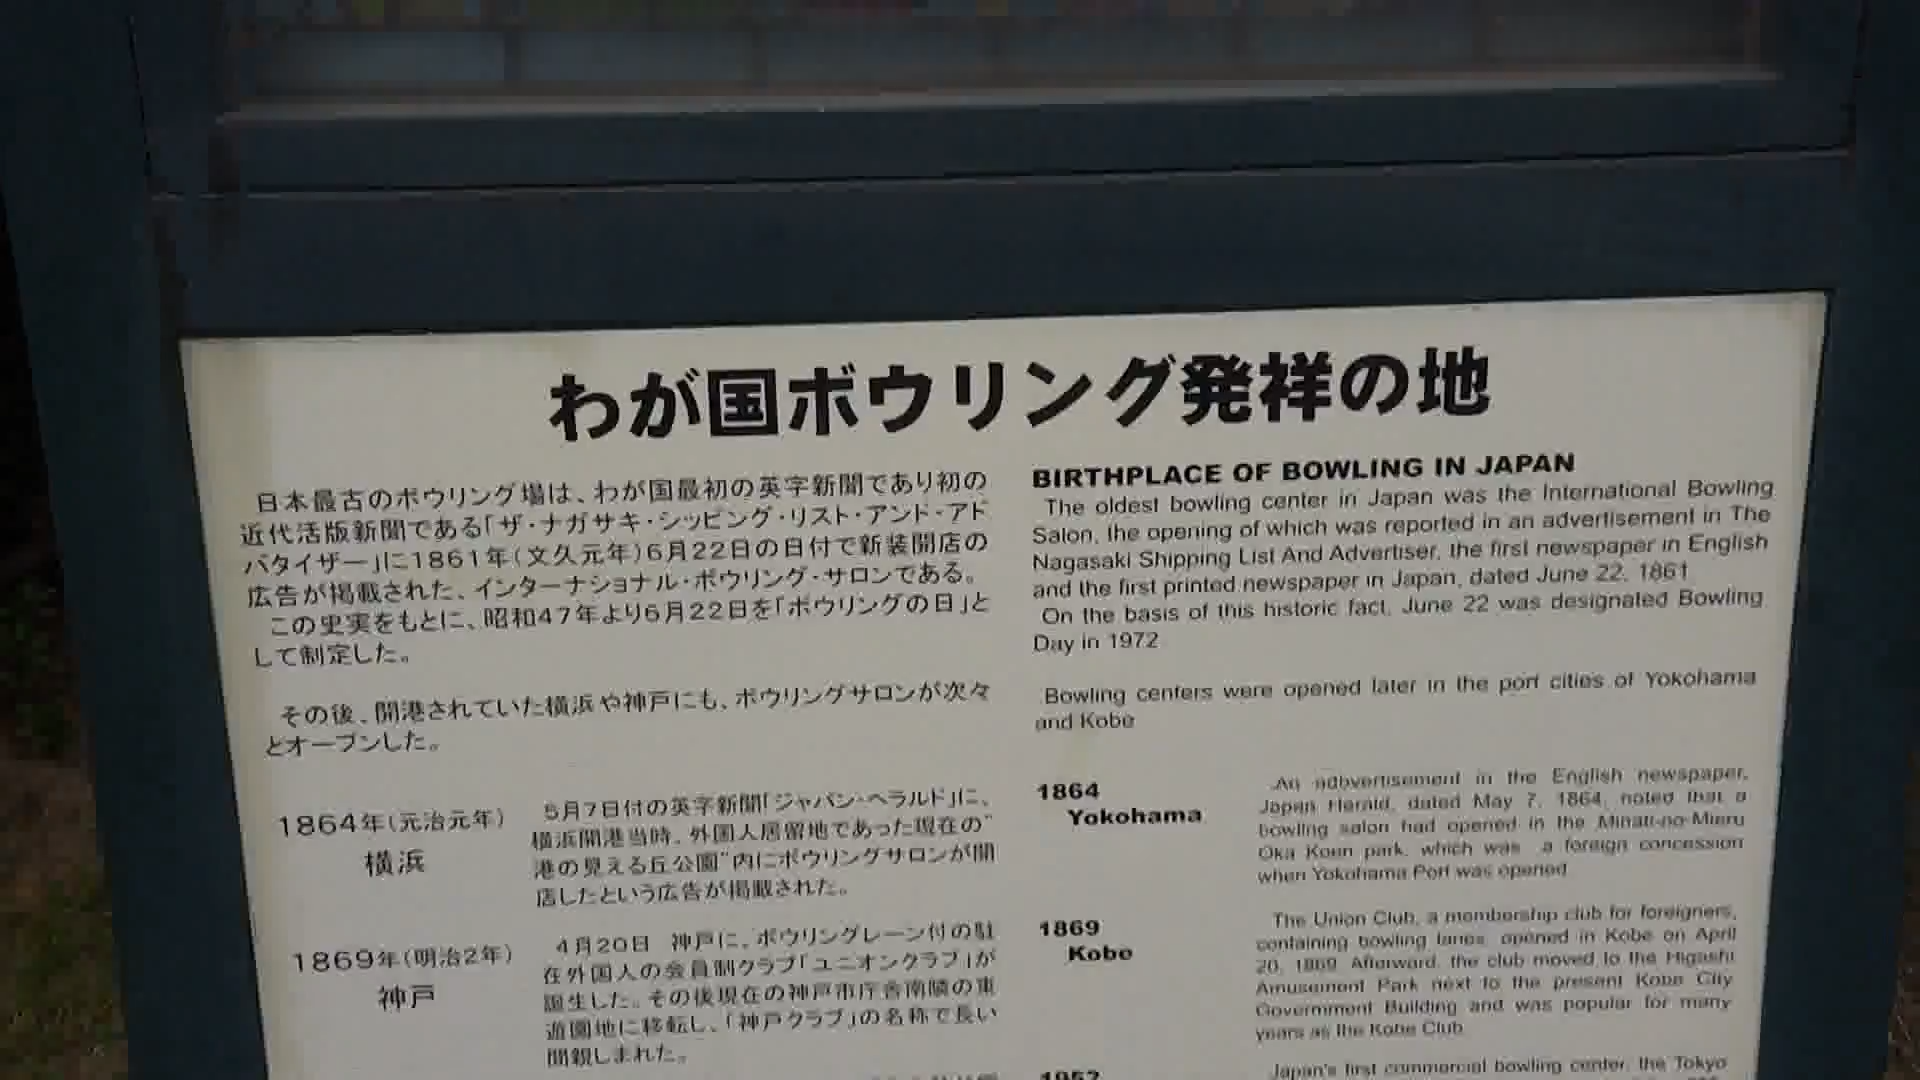 わが国ボウリング発祥の地
日本最古のボウリング場は、わが国最初の英字新聞であり初の
近代活版新聞である「ザ・ナガサキ・シッピング・リスト・アンド・アド
バタイザー」に1861年(文久元年)6月22日の日付で新装開店の
広告が掲載された、インターナショナル・ボウリング・サロンである。
この史実をもとに、昭和47年より6月22日を「ボウリングの日」と
して制定した。
その後、開港されていた横浜や神戸にも、ボウリングサロンが次々
とオープンした。
1864年(元治元年)
横浜
5月7日付の英字新聞「ジャパン・ヘラルド」に、
横浜開港当時、外国人居留地であった現在の"
港の見える丘公園"内にボウリングサロンが開
店したという広告が掲載された。
1869年(明治2年)
神戸
4月20日 神戸に、ボウリングレーン付の駐
在外国人の会員制クラブ「ユニオンクラブ」が
誕生した。その後現在の神戸市庁舎南隣の東
遊園地に移転し、「神戸クラブ」の名称で長い
間親しまれた。
BIRTHPLACE OF BOWLING IN JAPAN
The oldest bowling center in Japan was the International Bowling
Salon, the opening of which was reported in an advertisement in The
Nagasaki Shipping List And Advertiser, the first newspaper in English
and the first printed newspaper in Japan, dated June 22, 1861
On the basis of this historic fact, June 22 was designated Bowling
Day in 1972
Bowling centers were opened later in the port cities of Yokohama
and Kobe
1864
Yokohama
An adbvertisement in the English newspaper,
Japan Herald, dated May 7, 1864, noted that a
bowling salon had opened in the Minati-no-Mieru
Oka Koen park, which was a foreign concession
when Yokohama Port was opened
1869
Kobe
The Union Club, a membership club for foreigners,
containing bowling lanes, opened in Kobe on April
20, 1869. Afterward, the club moved to the Higashi
Amusement Park next to the present Kobe City
Government Building and was popular for many
years as the Kobe Club
1952
Japan's first commercial bowling center, the Tokyo